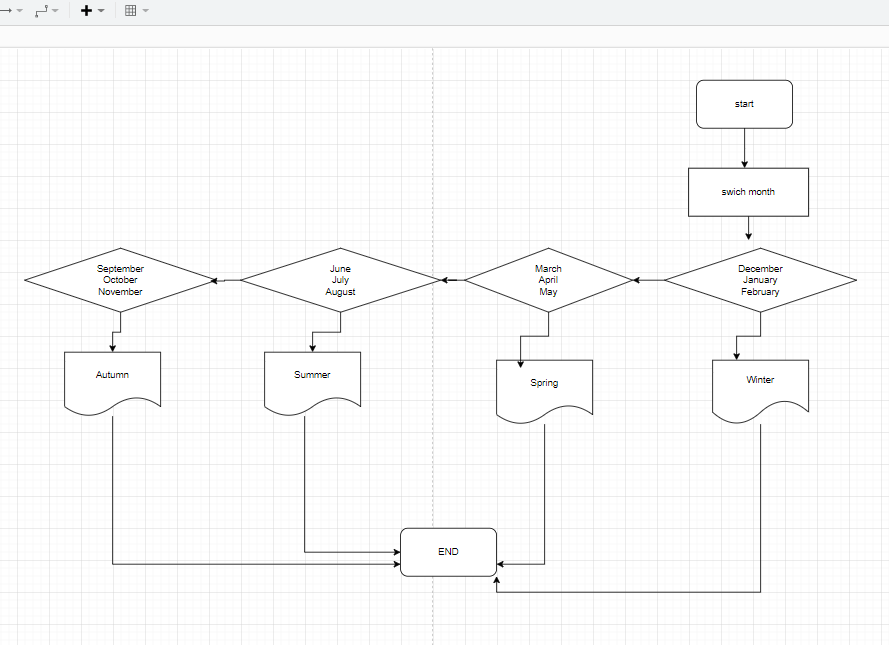 start
swich month
December
January
February
March
April
May
June
July
August
September
October
November
Autumn
Summer
Spring
Winter
END